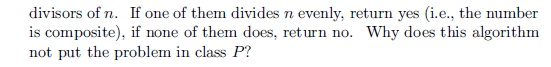 divisors of n. If one of them divides n evenly, return yes (i.e., the number
is composite), if none of them does, return no. Why does this algorithm
not put the problem in class P?